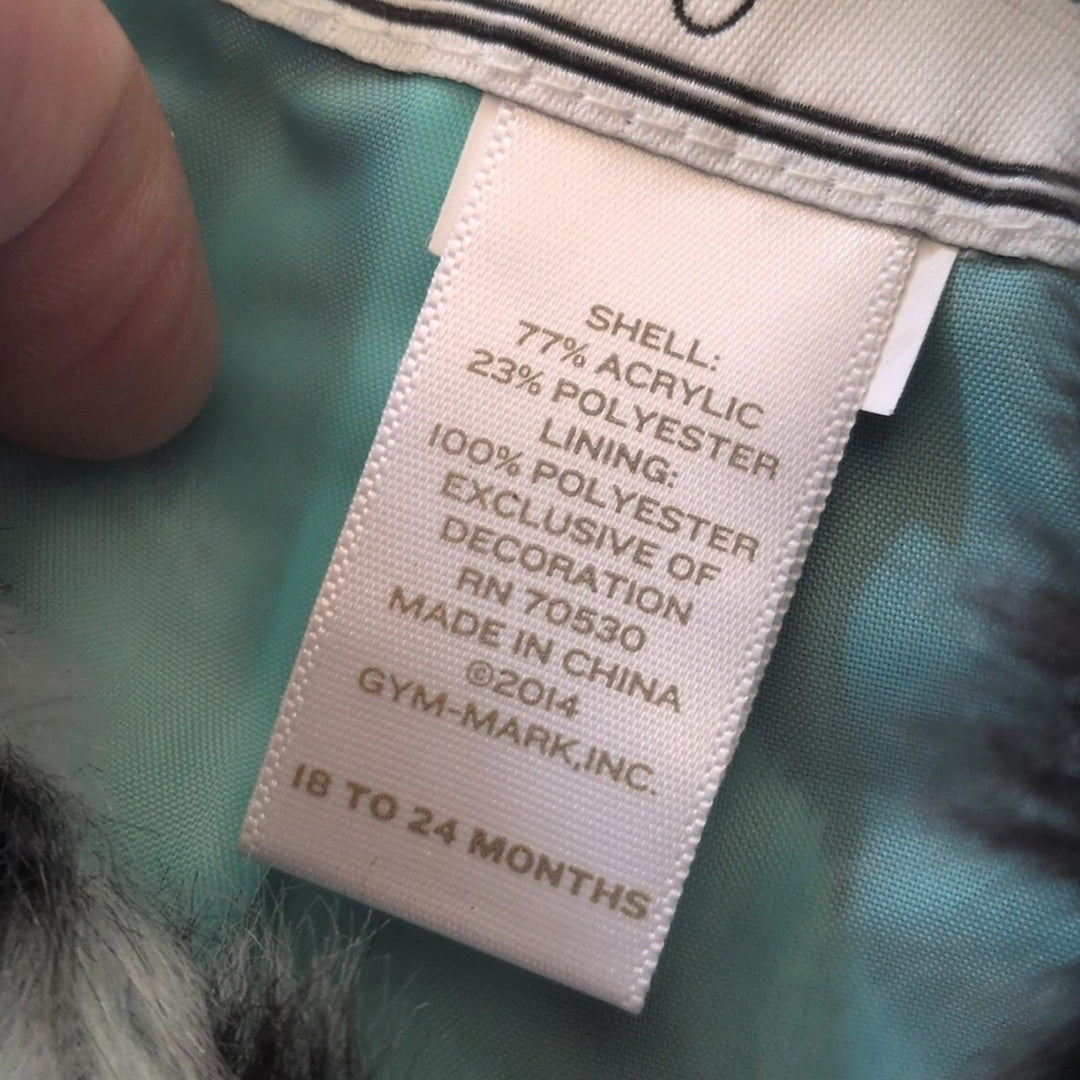 SHELL:
77% ACRYLIC
23% POLYESTER
LINING:
100% POLYESTER
EXCLUSIVE OF
DECORATION
RN 70530
MADE IN CHINA
©2014
GYM-MARK,INC.
18 TO 24 MONTHS